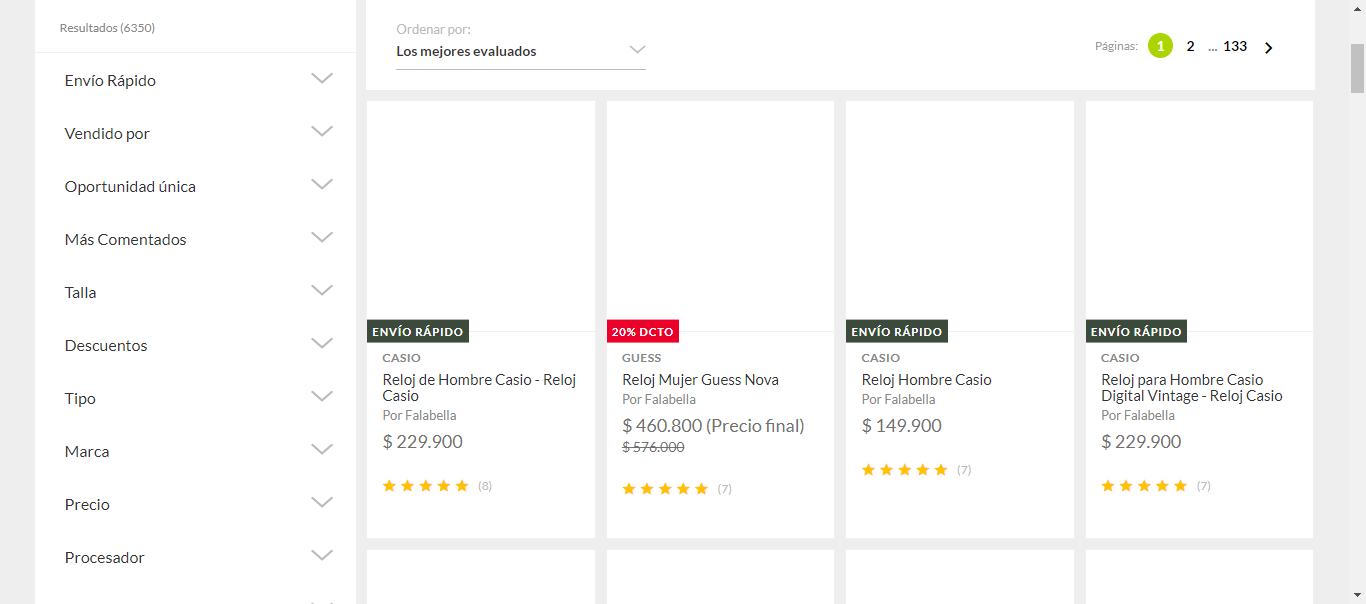 Resultados (6350)
Envío Rápido
Vendido por
Oportunidad única
Más Comentados
Talla
Descuentos
Tipo
Marca
Precio
Procesador
Ordenar por:
Los mejores evaluados
Páginas: 1 2 ... 133
ENVÍO RÁPIDO
CASIO
Reloj de Hombre Casio - Reloj
Casio
Por Falabella
$ 229.900
(8)
20% DCTO
GUESS
Reloj Mujer Guess Nova
Por Falabella
$ 460.800 (Precio final)
$ 576.000
(7)
ENVÍO RÁPIDO
CASIO
Reloj Hombre Casio
Por Falabella
$ 149.900
(7)
ENVÍO RÁPIDO
CASIO
Reloj para Hombre Casio
Digital Vintage - Reloj Casio
Por Falabella
$ 229.900
(7)